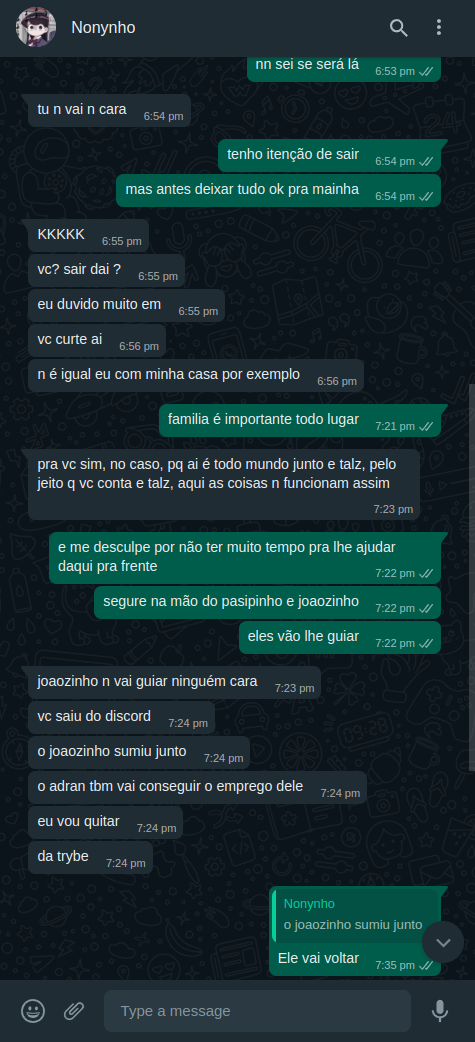 Nonynho
nn sei se será lá
6:53 pm
tu n vai n cara
6:54 pm
tenho itenção de sair
6:54 pm
mas antes deixar tudo ok pra mainha
6:54 pm
KKKKK
6:55 pm
vc? sair dai ?
6:55 pm
eu duvido muito em
6:55 pm
vc curte ai
6:56 pm
n é igual eu com minha casa por exemplo
6:56 pm
familia é importante todo lugar
7:21 pm
pra vc sim, no caso, pq ai é todo mundo junto e talz, pelo
jeito q vc conta e talz, aqui as coisas n funcionam assim
7:23 pm
e me desculpe por não ter muito tempo pra lhe ajudar
daqui pra frente
7:22 pm
segure na mão do pasipinho e joaozinho
7:22 pm
eles vão lhe guiar
7:22 pm
joaozinho n vai guiar ninguém cara
7:23 pm
vc saiu do discord
7:24 pm
o joaozinho sumiu junto
7:24 pm
o adran tbm vai conseguir o emprego dele
7:24 pm
eu vou quitar
7:24 pm
da trybe
7:24 pm
Nonynho
o joaozinho sumiu junto
Ele vai voltar
7:35 pm
Type a message